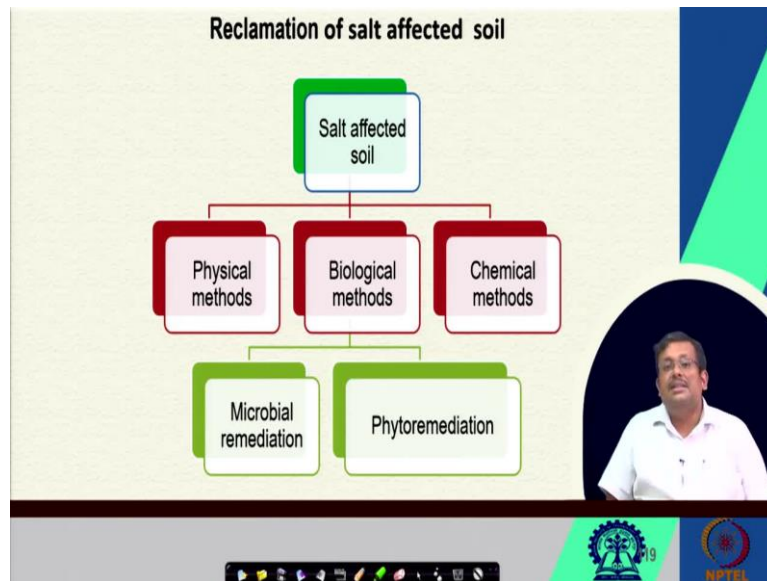 Reclamation of salt affected soil
Salt affected
soil
Physical
methods
Biological
methods
Chemical
methods
Microbial
remediation
Phytoremediation
19
NPTEL